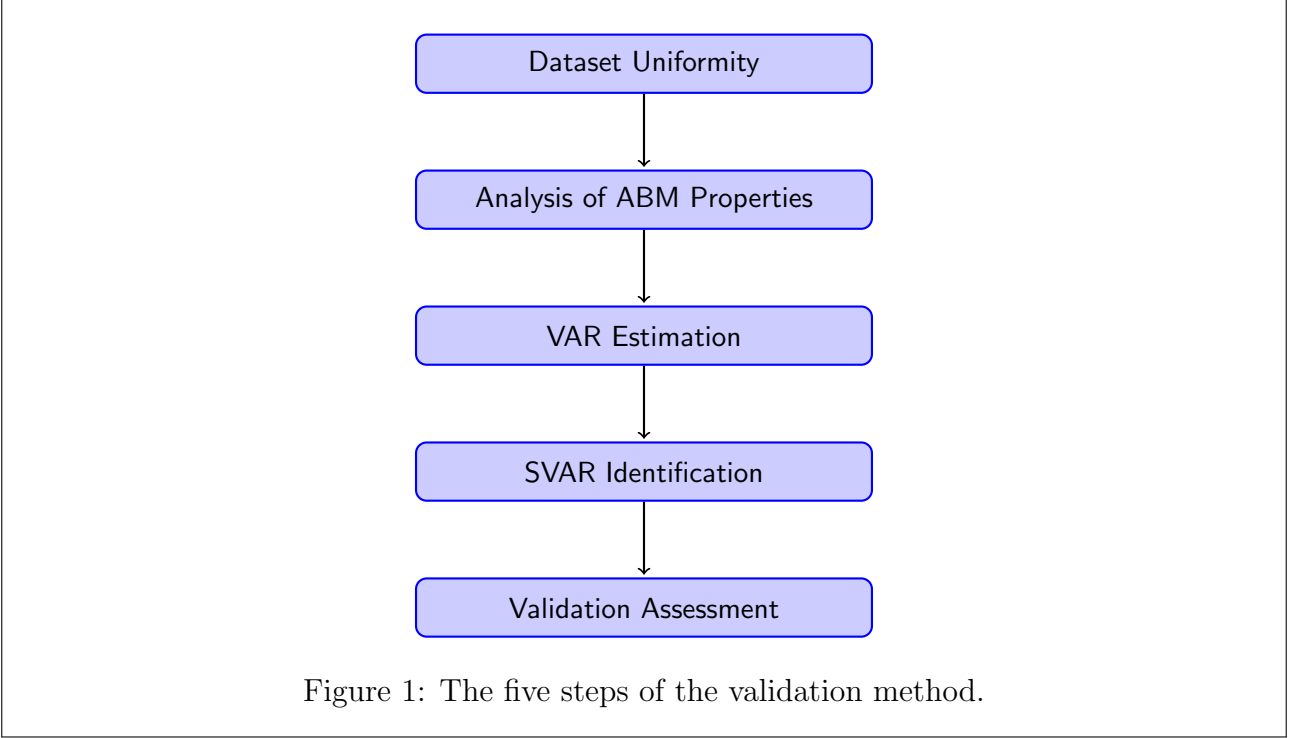 Dataset Uniformity
Analysis of ABM Properties
VAR Estimation
SVAR Identification
Validation Assessment
Figure 1: The five steps of the validation method.